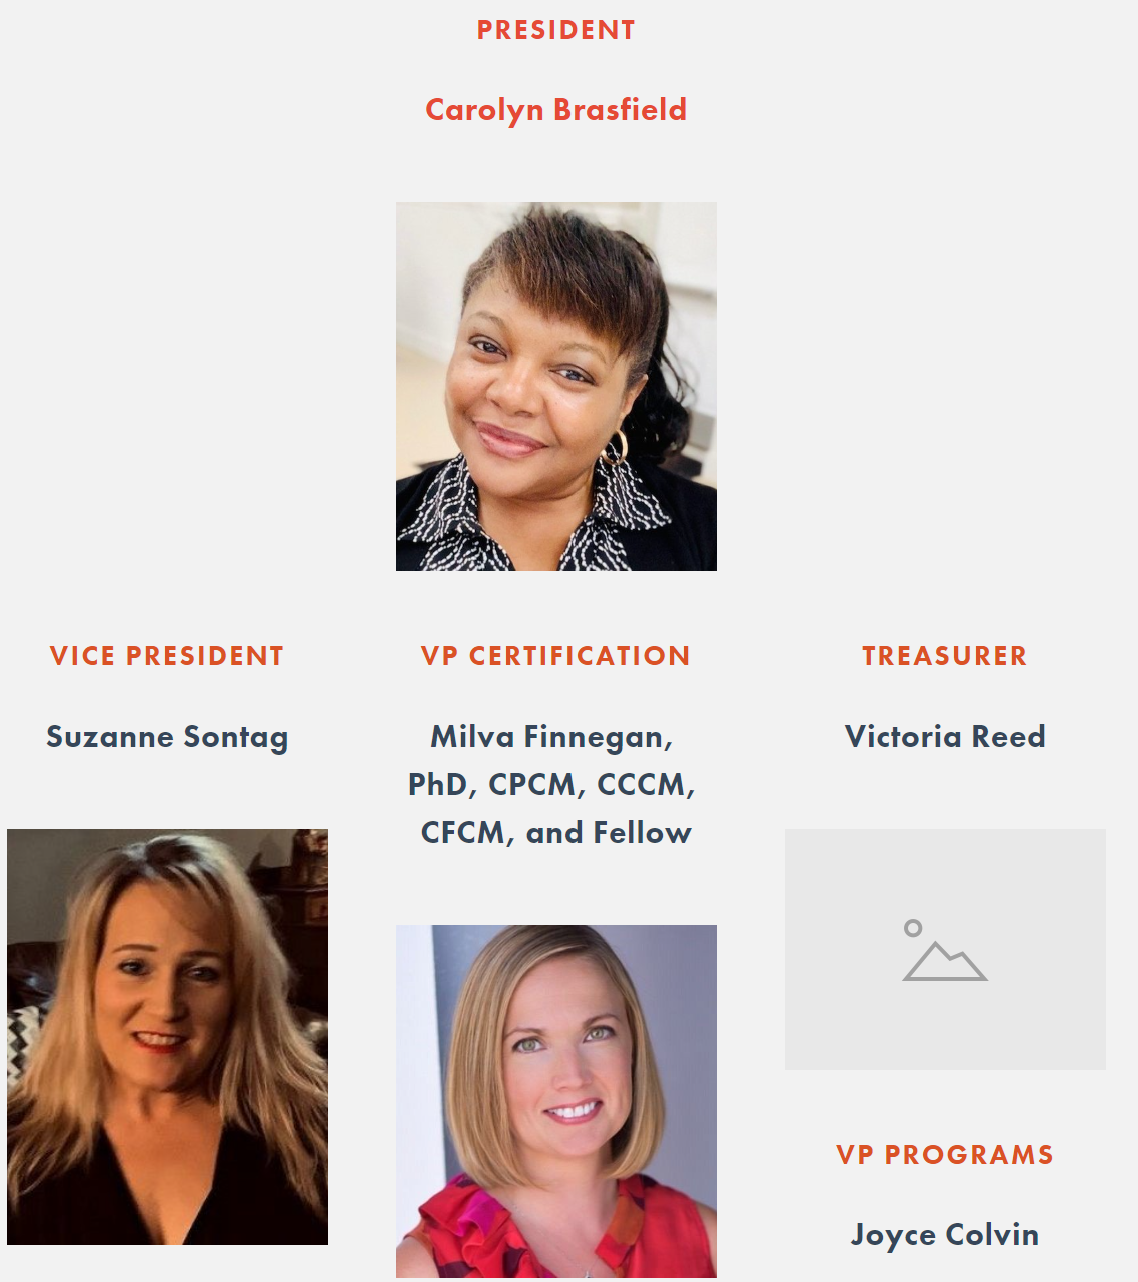 PRESIDENT
Carolyn Brasfield
VICE PRESIDENT
Suzanne Sontag
VP CERTIFICATION
Milva Finnegan,
PhD, CPCM, CCCM,
CFCM, and Fellow
TREASURER
Victoria Reed
VP PROGRAMS
Joyce Colvin